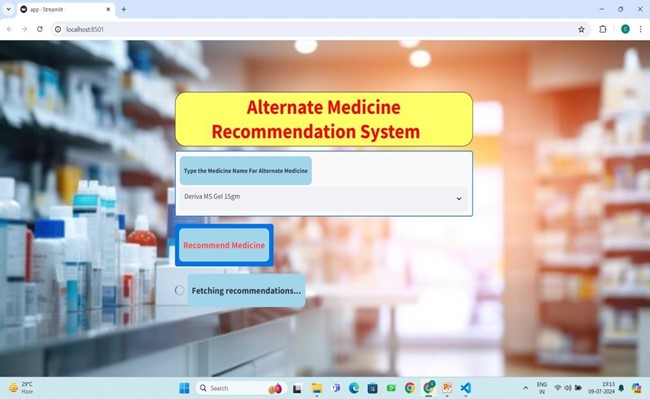 app - Streamlit
localhost:8501
Alternate Medicine
Recommendation System
Type the Medicine Name For Alternate Medicine
Deriva MS Gel 15gm
Recommend Medicine
Fetching recommendations...
29°C
Haze
Search
ENG
IN
19:13
09-07-2024